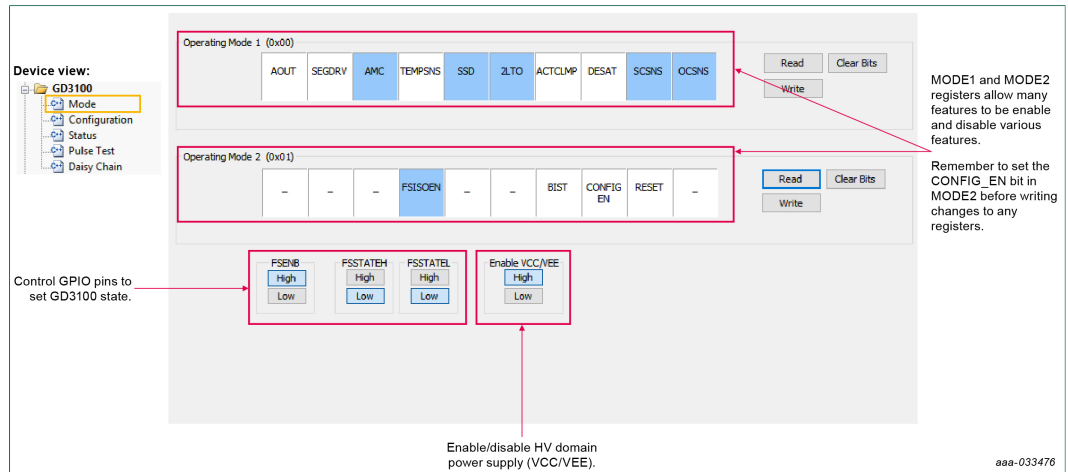 Device view:
GD3100
Mode
Configuration
Status
Pulse Test
Daisy Chain
Operating Mode 1 (0x00)
AOUT
SEGDRV
AMC
TEMPSNS
SSD
2LTO
ACTCLMP
DESAT
SCSNS
OCSNS
Read
Clear Bits
Write
Operating Mode 2 (0x01)
_
_
_
FSISOEN
_
_
BIST
CONFIG
EN
RESET
_
Read
Clear Bits
Write
MODE1 and MODE2
registers allow many
features to be enable
and disable various
features.
Remember to set the
CONFIG_EN bit in
MODE2 before writing
changes to any
registers.
Control GPIO pins to
set GD3100 state.
FSENB
High
Low
FSSTATEH
High
Low
FSSTATEL
High
Low
Enable VCC/VEE
High
Low
Enable/disable HV domain
power supply (VCC/VEE).
aaa-033476